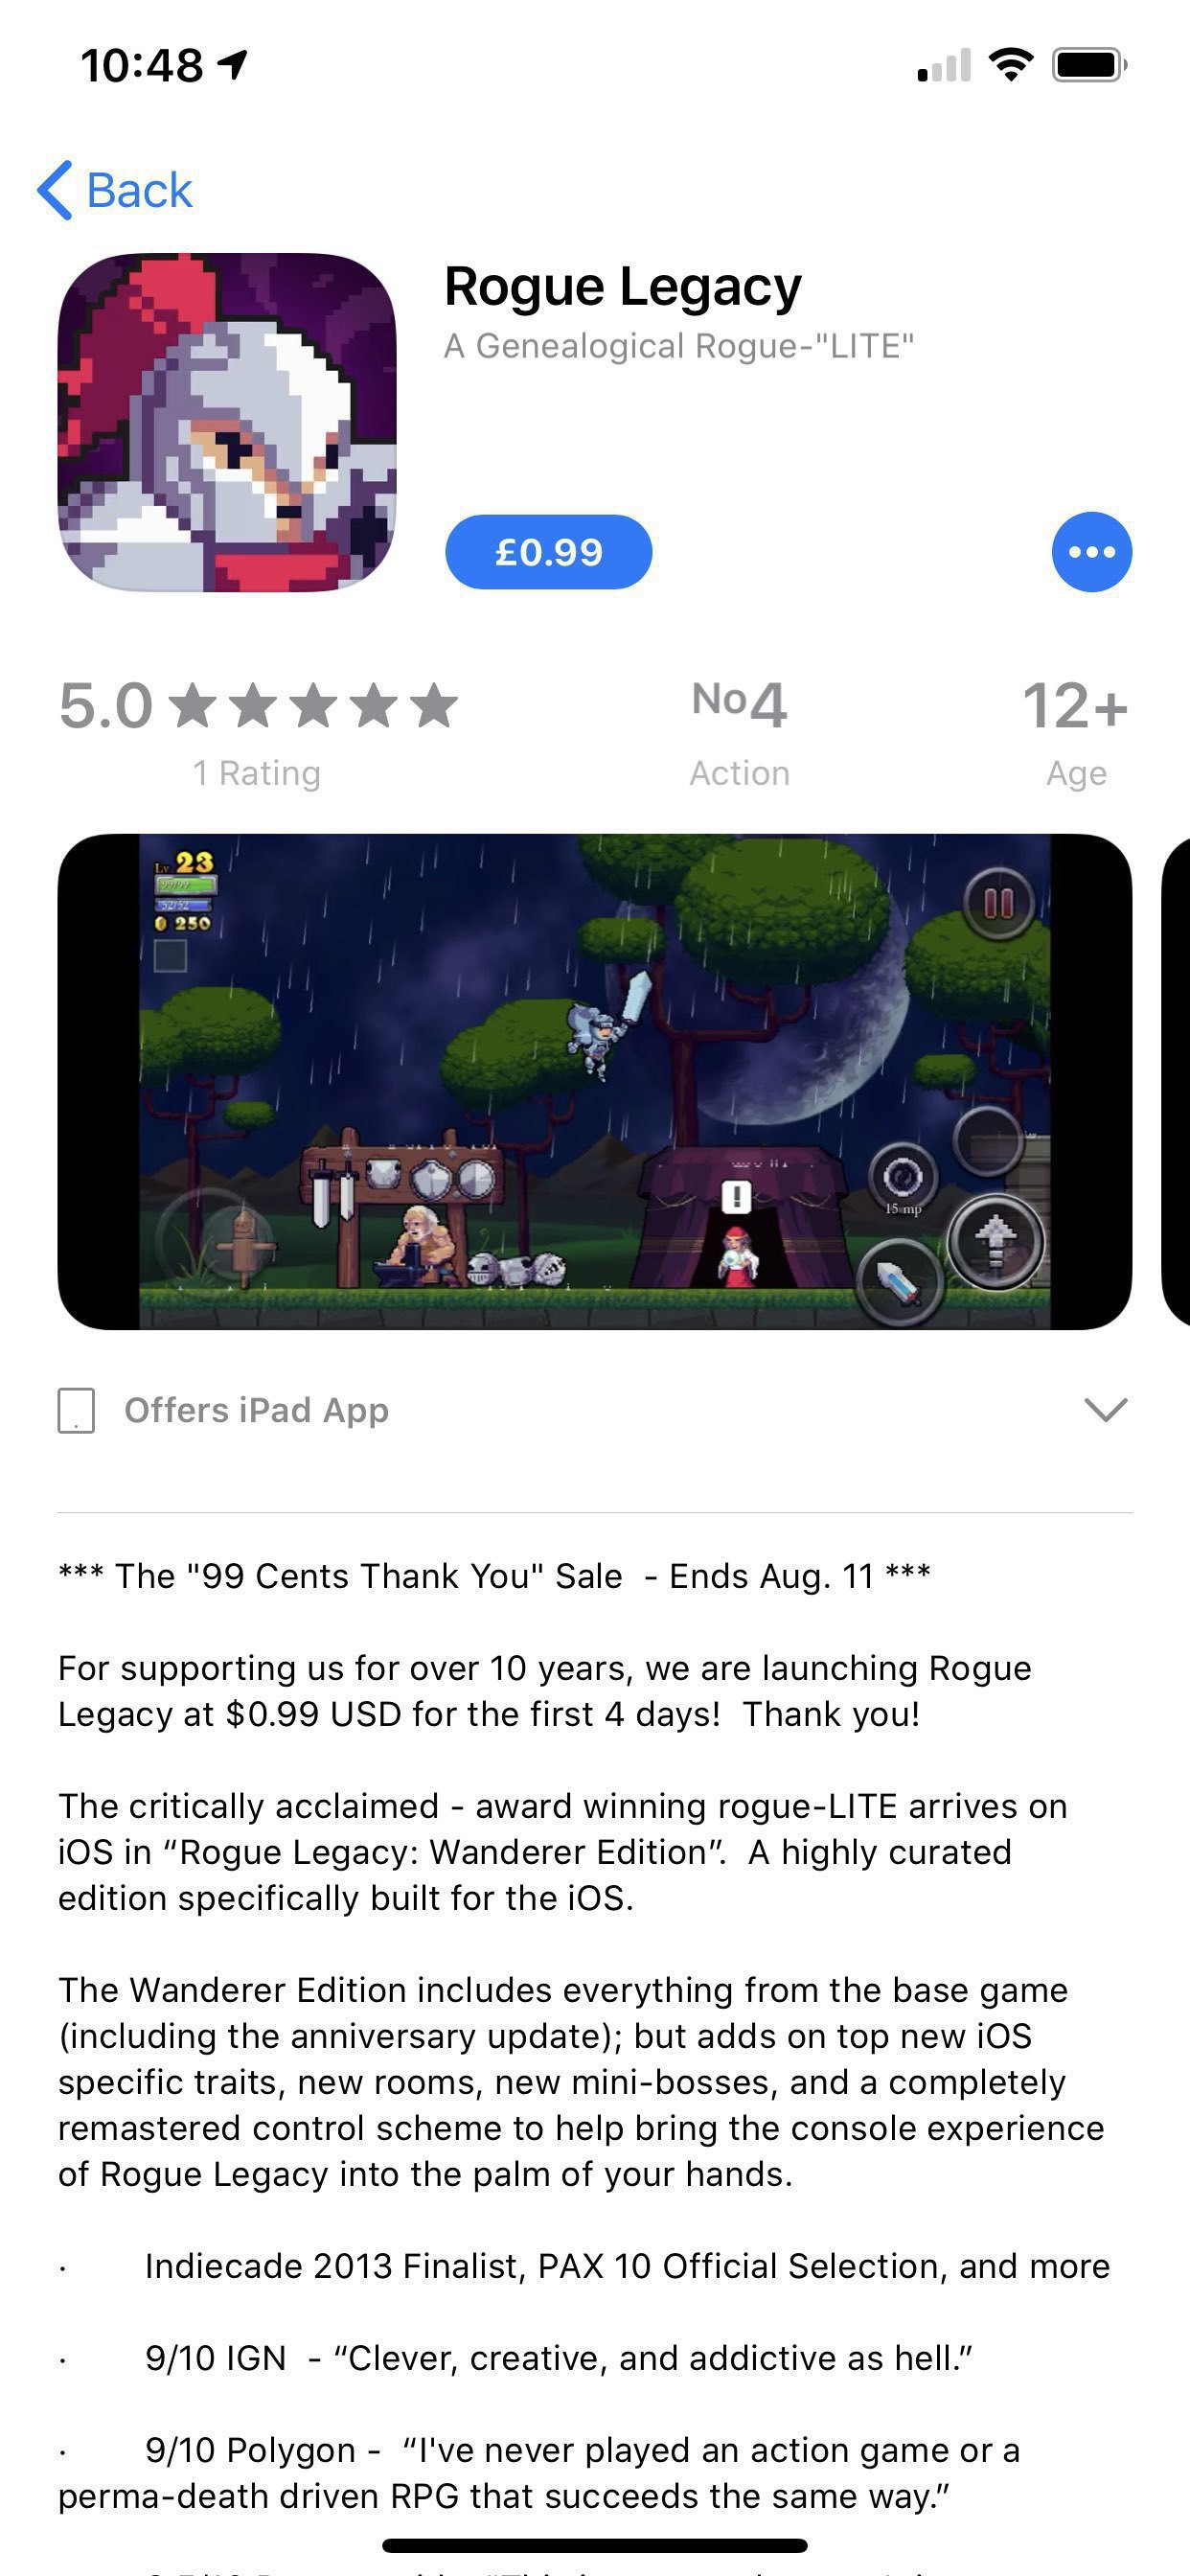 10:48
Back
Rogue Legacy
A Genealogical Rogue-"LITE"
£0.99
5.0
No4
12+
1 Rating
Action
Age
Lv 23
99/99
52/52
250
!
15 mp
Offers iPad App
*** The "99 Cents Thank You" Sale  - Ends Aug. 11 ***
For supporting us for over 10 years, we are launching Rogue
Legacy at $0.99 USD for the first 4 days!  Thank you!
The critically acclaimed - award winning rogue-LITE arrives on
iOS in “Rogue Legacy: Wanderer Edition”.  A highly curated
edition specifically built for the iOS.
The Wanderer Edition includes everything from the base game
(including the anniversary update); but adds on top new iOS
specific traits, new rooms, new mini-bosses, and a completely
remastered control scheme to help bring the console experience
of Rogue Legacy into the palm of your hands.
· Indiecade 2013 Finalist, PAX 10 Official Selection, and more
· 9/10 IGN  - “Clever, creative, and addictive as hell.”
· 9/10 Polygon -  “I've never played an action game or a
perma-death driven RPG that succeeds the same way.”